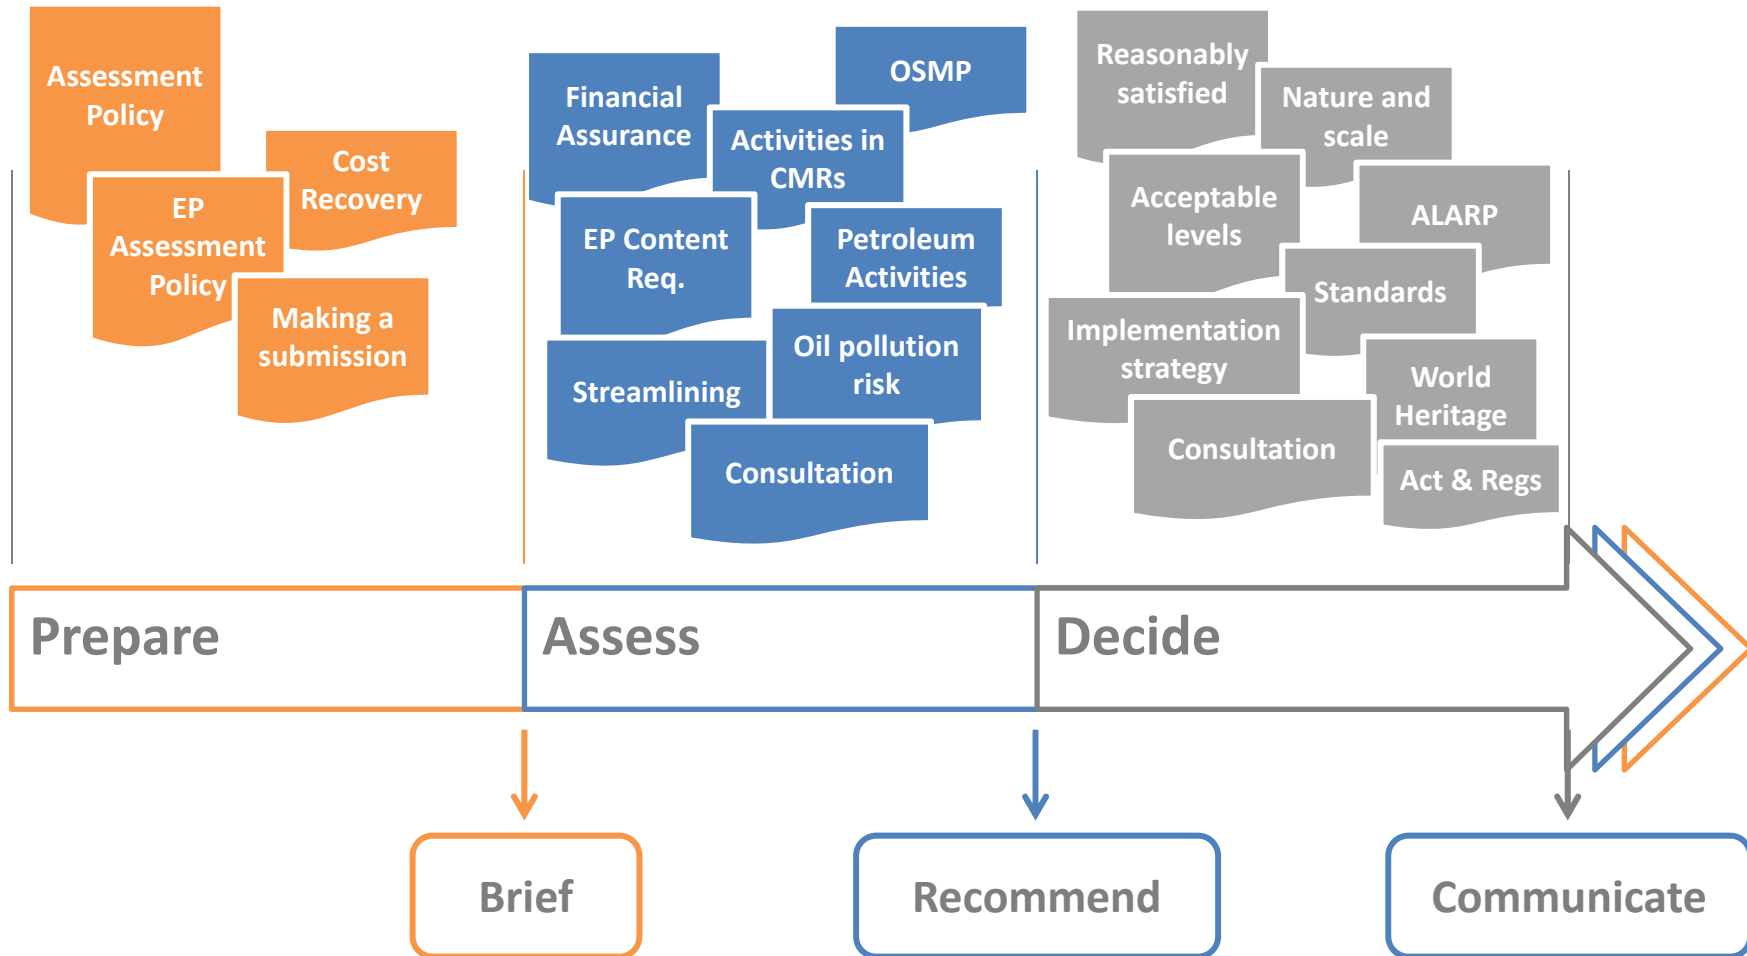 Assessment
Policy
EP
Assessment
Policy
Cost
Recovery
Making a
submission
Financial
Assurance
OSMP
Activities in
CMRs
EP Content
Req.
Petroleum
Activities
Streamlining
Oil pollution
risk
Consultation
Reasonably
satisfied
Nature and
scale
Acceptable
levels
ALARP
Standards
Implementation
strategy
World
Heritage
Consultation
Act & Regs
Prepare
Assess
Decide
Brief
Recommend
Communicate